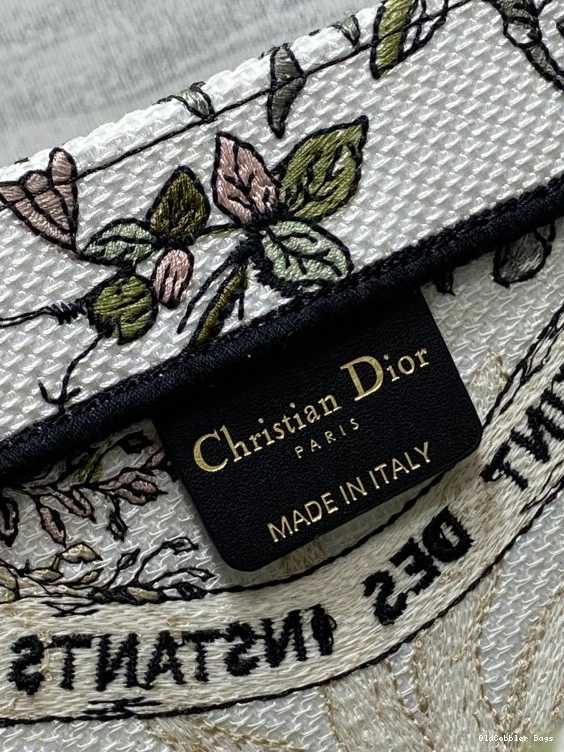 Christian Dior
PARIS
MADE IN ITALY
DES
INSTANTS
OldCobbler Bags